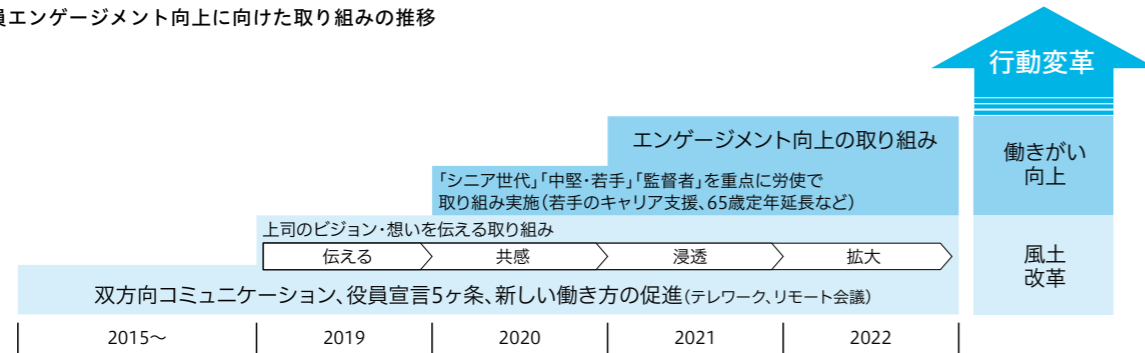 員エンゲージメント向上に向けた取り組みの推移
行動変革
エンゲージメント向上の取り組み
働きがい
向上
「シニア世代」「中堅・若手」「監督者」を重点に労使で
取り組み実施(若手のキャリア支援、65歳定年延長など)
上司のビジョン・想いを伝える取り組み
伝える
共感
浸透
拡大
風土
改革
双方向コミュニケーション、役員宣言5ヶ条、新しい働き方の促進(テレワーク、リモート会議)
2015〜
2019
2020
2021
2022